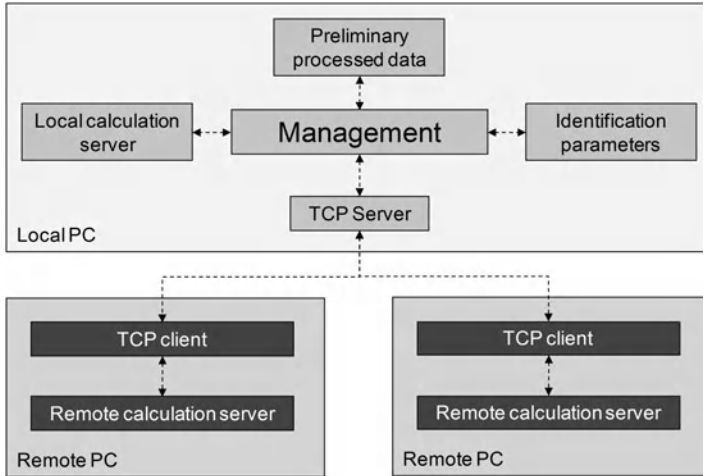 Preliminary
processed data
Local calculation
server
Management
Identification
parameters
TCP Server
Local PC
TCP client
Remote calculation server
Remote PC
TCP client
Remote calculation server
Remote PC